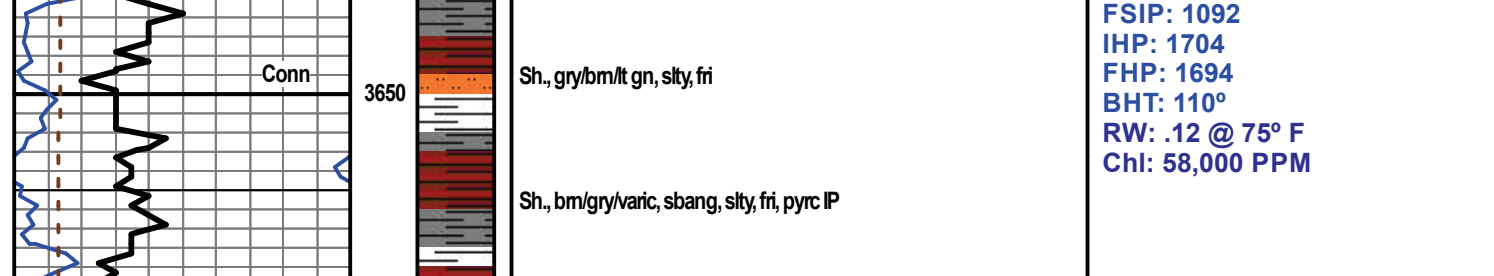 Conn
3650
Sh., gry/brn/lt gn, slty, fri
Sh., brn/gry/varic, sbang, slty, fri, pyrc IP
FSIP: 1092
IHP: 1704
FHP: 1694
BHT: 110º
RW: .12 @ 75º F
Chl: 58,000 PPM